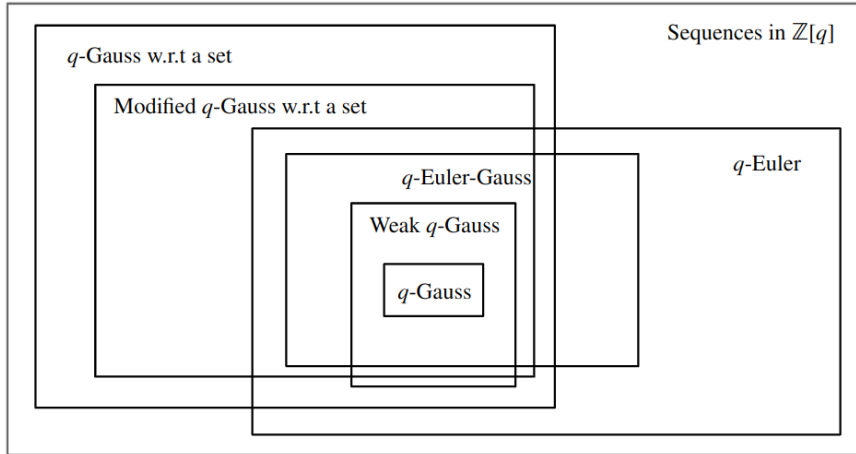 Sequences in ℤ[q]
q-Gauss w.r.t a set
Modified q-Gauss w.r.t a set
q-Euler
q-Euler-Gauss
Weak q-Gauss
q-Gauss